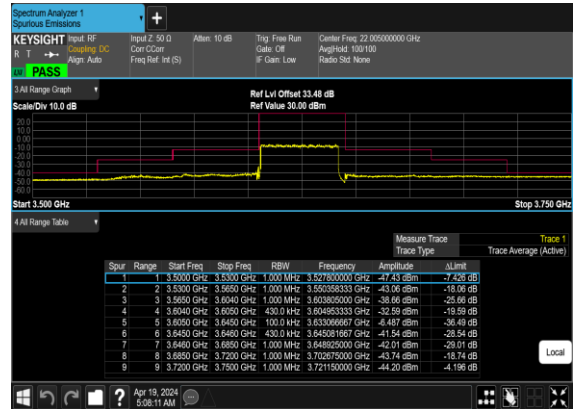 Spectrum Analyzer 1
Spurious Emissions
+
KEYSIGHT Input: RF Input Z: 50 Ω Atten: 10 dB Trig: Free Run Center Freq: 22.005000000 GHz
R T Coupling: DC Corr CCorr Gate: Off Avg|Hold: 100/100
Align: Auto Freq Ref: Int (S) IF Gain: Low Radio Std: None
PASS
3 All Range Graph
Ref Lvl Offset 33.48 dB
Scale/Div 10.0 dB Ref Value 30.00 dBm
20.0
10.0
0.00
-10.0
-20.0
-30.0
-40.0
-50.0
-60.0
Start 3.500 GHz Stop 3.750 GHz
4 All Range Table
Measure Trace Trace 1
Trace Type Trace Average (Active)
Spur Range Start Freq Stop Freq RBW Frequency Amplitude ΔLimit
1 1 3.5000 GHz 3.5300 GHz 1.000 MHz 3.527800000 GHz -47.43 dBm -7.426 dB
2 2 3.5300 GHz 3.5650 GHz 1.000 MHz 3.550358333 GHz -43.06 dBm -18.06 dB
3 3 3.5650 GHz 3.6040 GHz 1.000 MHz 3.603805000 GHz -38.66 dBm -25.66 dB
4 4 3.6040 GHz 3.6050 GHz 430.0 kHz 3.604953333 GHz -32.59 dBm -19.59 dB
5 5 3.6050 GHz 3.6450 GHz 100.0 kHz 3.633066667 GHz -6.487 dBm -36.49 dB
6 6 3.6450 GHz 3.6460 GHz 430.0 kHz 3.645081667 GHz -41.54 dBm -28.54 dB
7 7 3.6460 GHz 3.6850 GHz 1.000 MHz 3.648925000 GHz -42.01 dBm -29.01 dB
8 8 3.6850 GHz 3.7200 GHz 1.000 MHz 3.702675000 GHz -43.74 dBm -18.74 dB
9 9 3.7200 GHz 3.7500 GHz 1.000 MHz 3.721150000 GHz -44.20 dBm -4.196 dB
Local
? Apr 19, 2024
5:08:11 AM